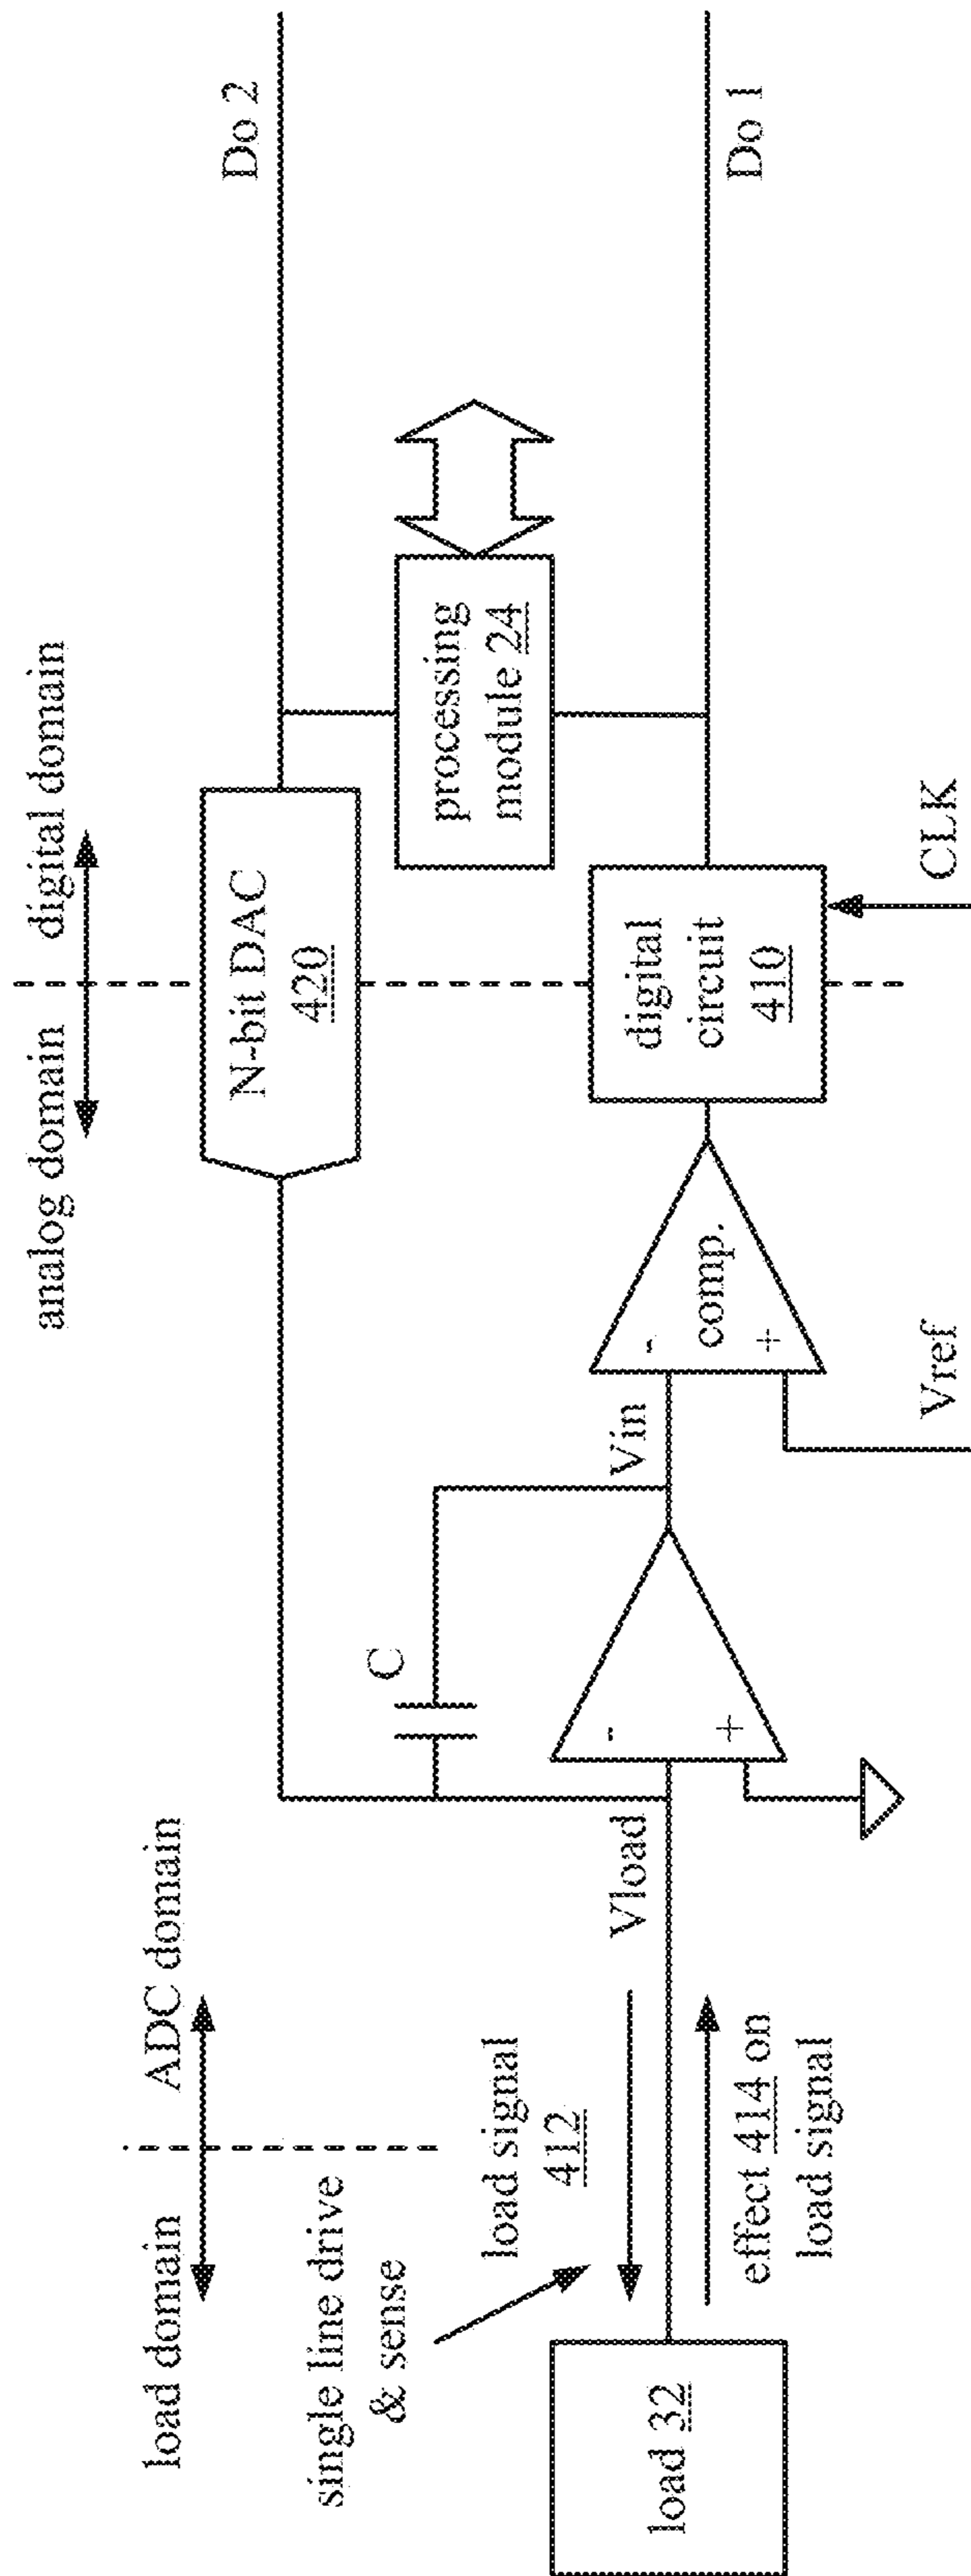 analog domain
digital domain
load domain
ADC domain
N-bit DAC
420
Do 2
single line drive
& sense
C
processing
module 24
load signal
412
Vload
Vin
-
+
-
+
comp.
digital
circuit
410
Do 1
load 32
effect 414 on
load signal
Vref
CLK